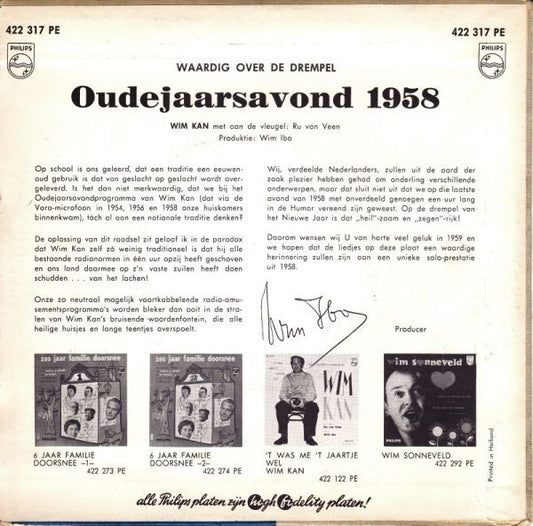 422 317 PE
422 317 PE
PHILIPS
PHILIPS
WAARDIG OVER DE DREMPEL
Oudejaarsavond 1958
WIM KAN met aan de vleugel: Ru van Veen
Produktie: Wim Ibo
Op school is ons geleerd, dat een traditie een eeuwen-
oud gebruik is dat van geslacht op geslacht wordt over-
geleverd. Is het dan niet merkwaardig, dat we bij het
Oudejaarsavondprogramma van Wim Kan (dat via de
Vara-microfoon in 1954, 1956 en 1958 onze huiskamers
binnenkwam), tòch al aan een nationale traditie denken?
De oplossing van dit raadsel zit geloof ik in de paradox
dat Wim Kan zelf zó weinig traditioneel is dat hij alle
bestaande radionormen in één uur opzij heeft geschoven
en ons land daarmee op z'n vaste zuilen heeft doen
schudden . . . van het lachen!
Onze zo neutraal mogelijk voortkabbelende radio-amu-
sementsprogramma's warden bleker dan ooit in de stra-
len van Wim Kan's bruisende woordenfontein, die alle
heilige huisjes en lange teentjes overspoelt.
Wij, verdeelde Nederlanders, zullen uit de aard der
zaak plezier hebben gehad om onderling verschillende
onderwerpen, maar dat sluit niet uit dat we op die laatste
avond van 1958 met onverdeeld genoegen een uur lang
in de Humor vereend zijn geweest. Op de drempel van
het Nieuwe Jaar is dat „heil"-zaam en „zegen"-rijk!
Daarom wensen wij U van harte veel geluk in 1959 en
we hopen dat de liedjes op deze plaat een waardige
herinnering zullen zijn aan een unieke solo-prestatie
uit 1958.
Wim Ibo
Producer
zes jaar familie doorsnee
zes jaar familie doorsnee
WIM
KAN
wim sonneveld
6 JAAR FAMILIE
DOORSNEE -1-
422 273 PE
6 JAAR FAMILIE
DOORSNEE -2-
422 274 PE
'T WAS ME 'T JAARTJE
WEL
WIM KAN
422 122 PE
WIM SONNEVELD
422 292 PE
Printed in Holland
alle Philips platen zijn high fidelity platen!